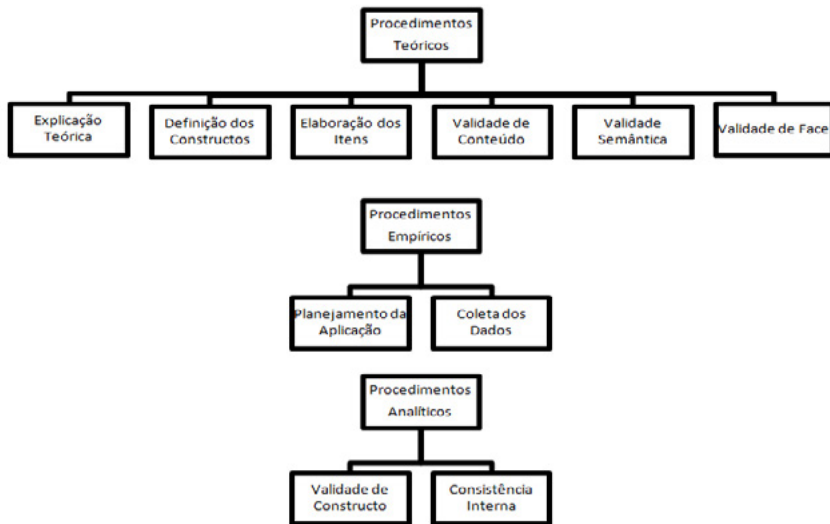 Procedimentos
Teóricos
Explicação
Teórica
Definição dos
Constructos
Elaboração dos
Itens
Validade de
Conteúdo
Validade
Semântica
Validade de Face
Procedimentos
Empíricos
Planejamento da
Aplicação
Coleta dos
Dados
Procedimentos
Analíticos
Validade de
Constructo
Consistência
Interna